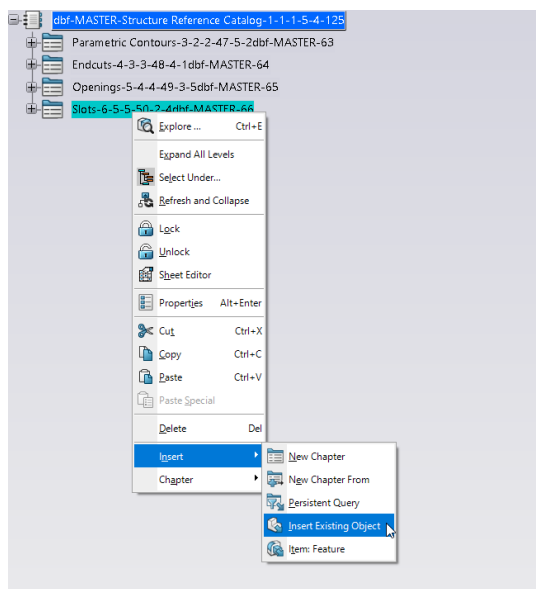 dbf-MASTER-Structure Reference Catalog-1-1-1-5-4-125
Parametric Contours-3-2-2-47-5-2dbf-MASTER-63
Endcuts-4-3-3-48-4-1dbf-MASTER-64
Openings-5-4-4-49-3-5dbf-MASTER-65
Slots-6-5-5-50-2-4dbf-MASTER-66
Explore ... Ctrl+E
Expand All Levels
Select Under...
Refresh and Collapse
Lock
Unlock
Sheet Editor
Properties Alt+Enter
Cut Ctrl+X
Copy Ctrl+C
Paste Ctrl+V
Paste Special
Delete Del
Insert
Chapter
New Chapter
New Chapter From
Persistent Query
Insert Existing Object
Item: Feature